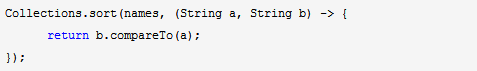 Collections.sort(names, (String a, String b) -> {
      return b.compareTo(a);
});